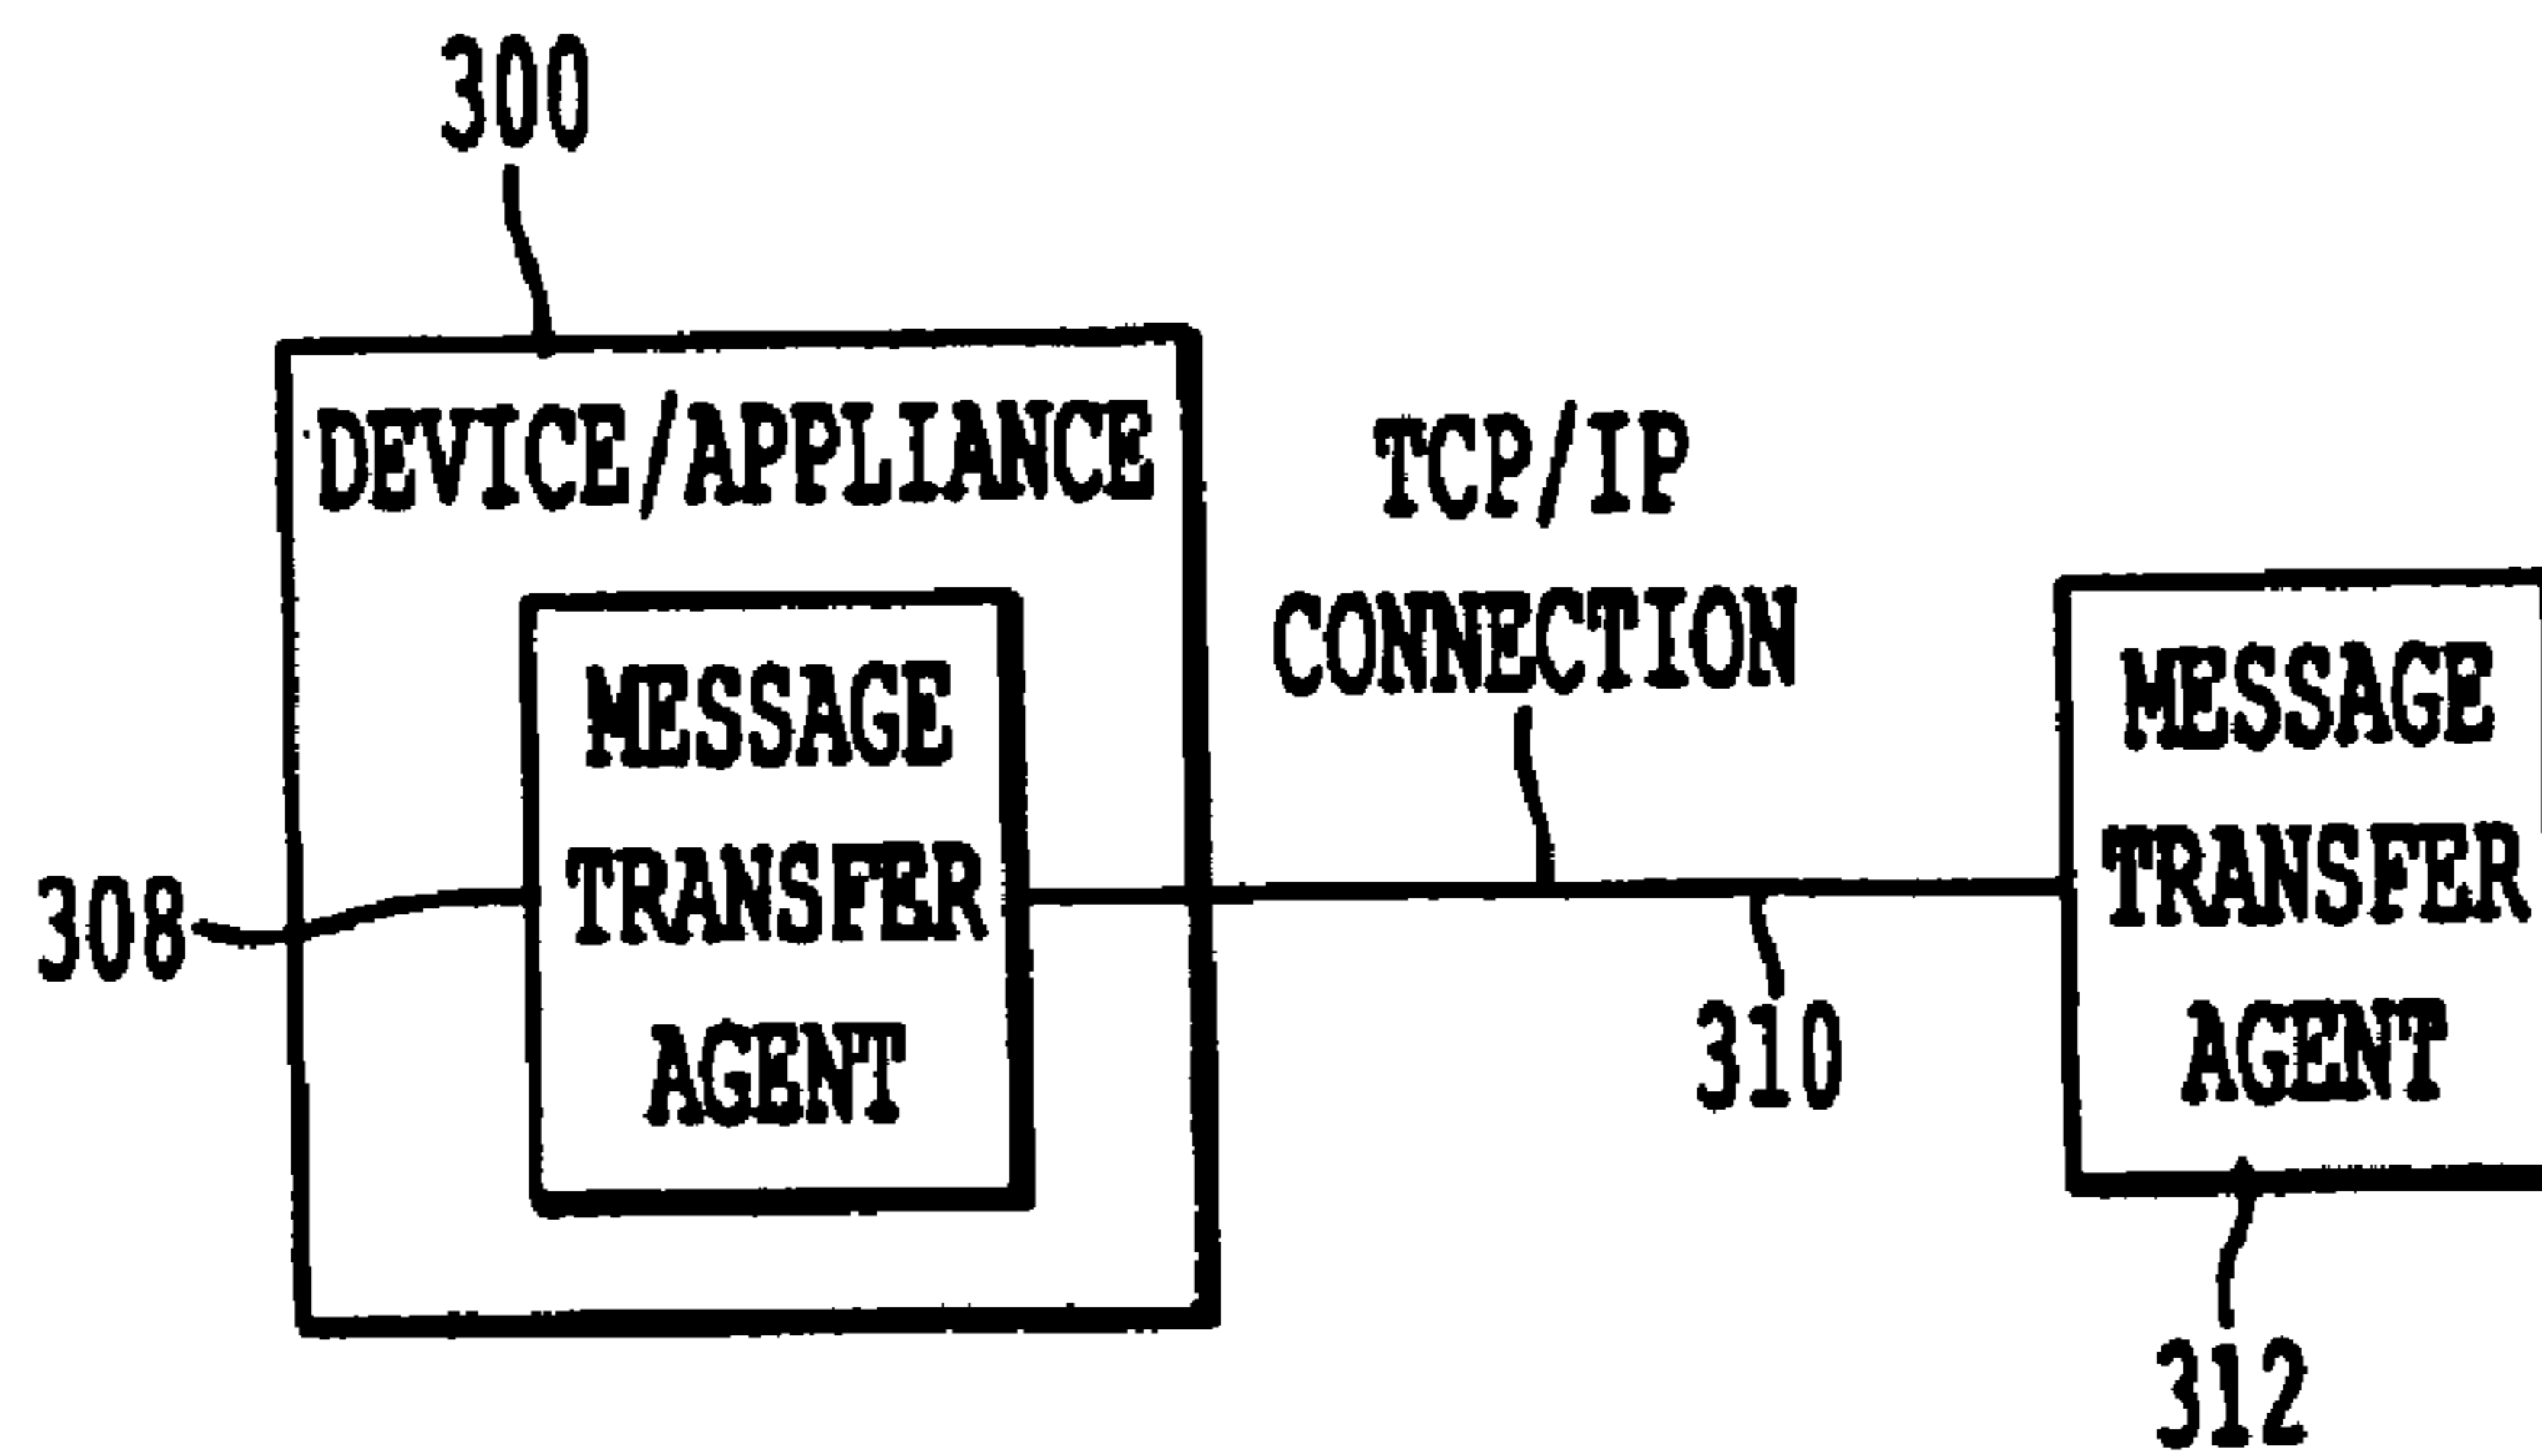 300
DEVICE/APPLIANCE
MESSAGE
TRANSFER
AGENT
308
TCP/IP
CONNECTION
310
MESSAGE
TRANSFER
AGENT
312